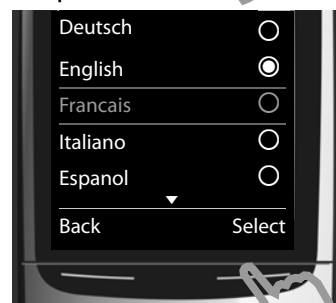 Deutsch
English
Francais
Italiano
Espanol
Back Select